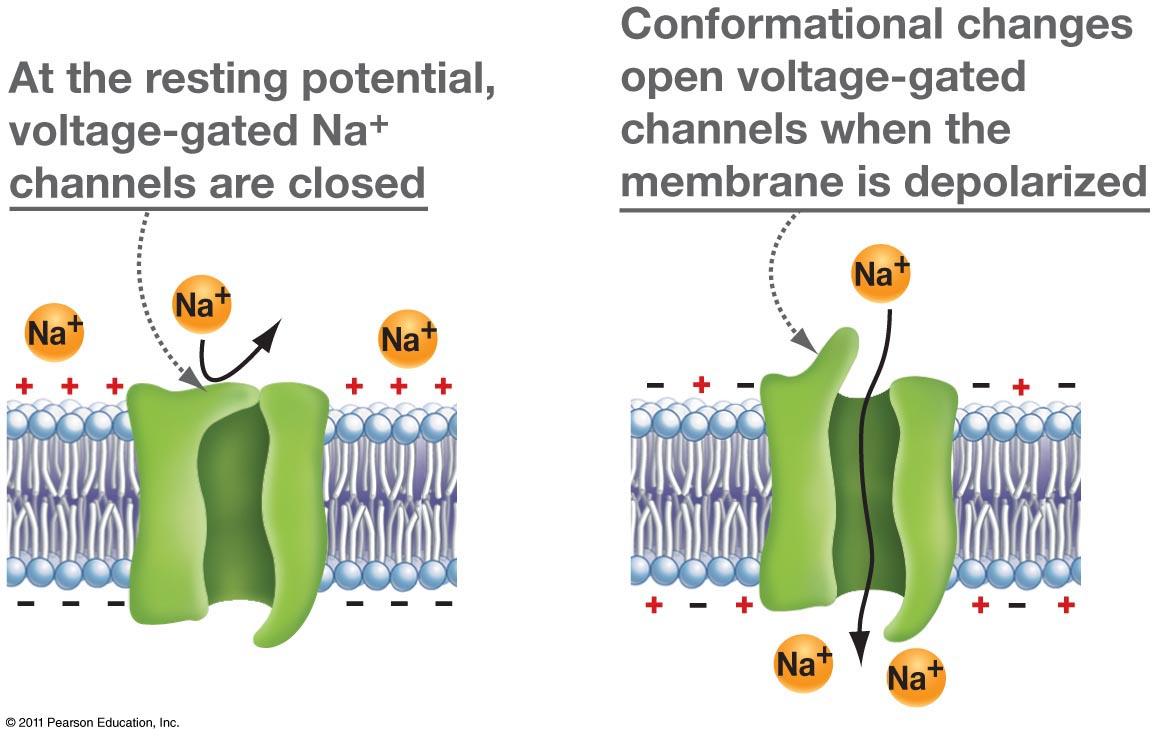 At the resting potential,
voltage-gated Na⁺
channels are closed
Conformational changes
open voltage-gated
channels when the
membrane is depolarized
Na⁺
Na⁺
Na⁺
+ + + + + +
– – – – – –
Na⁺
– + – – + –
+ – + + – +
Na⁺
Na⁺
© 2011 Pearson Education, Inc.